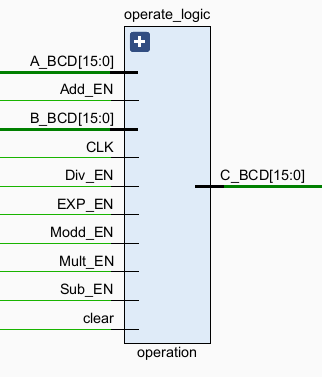 operate_logic
A_BCD[15:0]
Add_EN
B_BCD[15:0]
CLK
Div_EN
C_BCD[15:0]
EXP_EN
Modd_EN
Mult_EN
Sub_EN
clear
operation